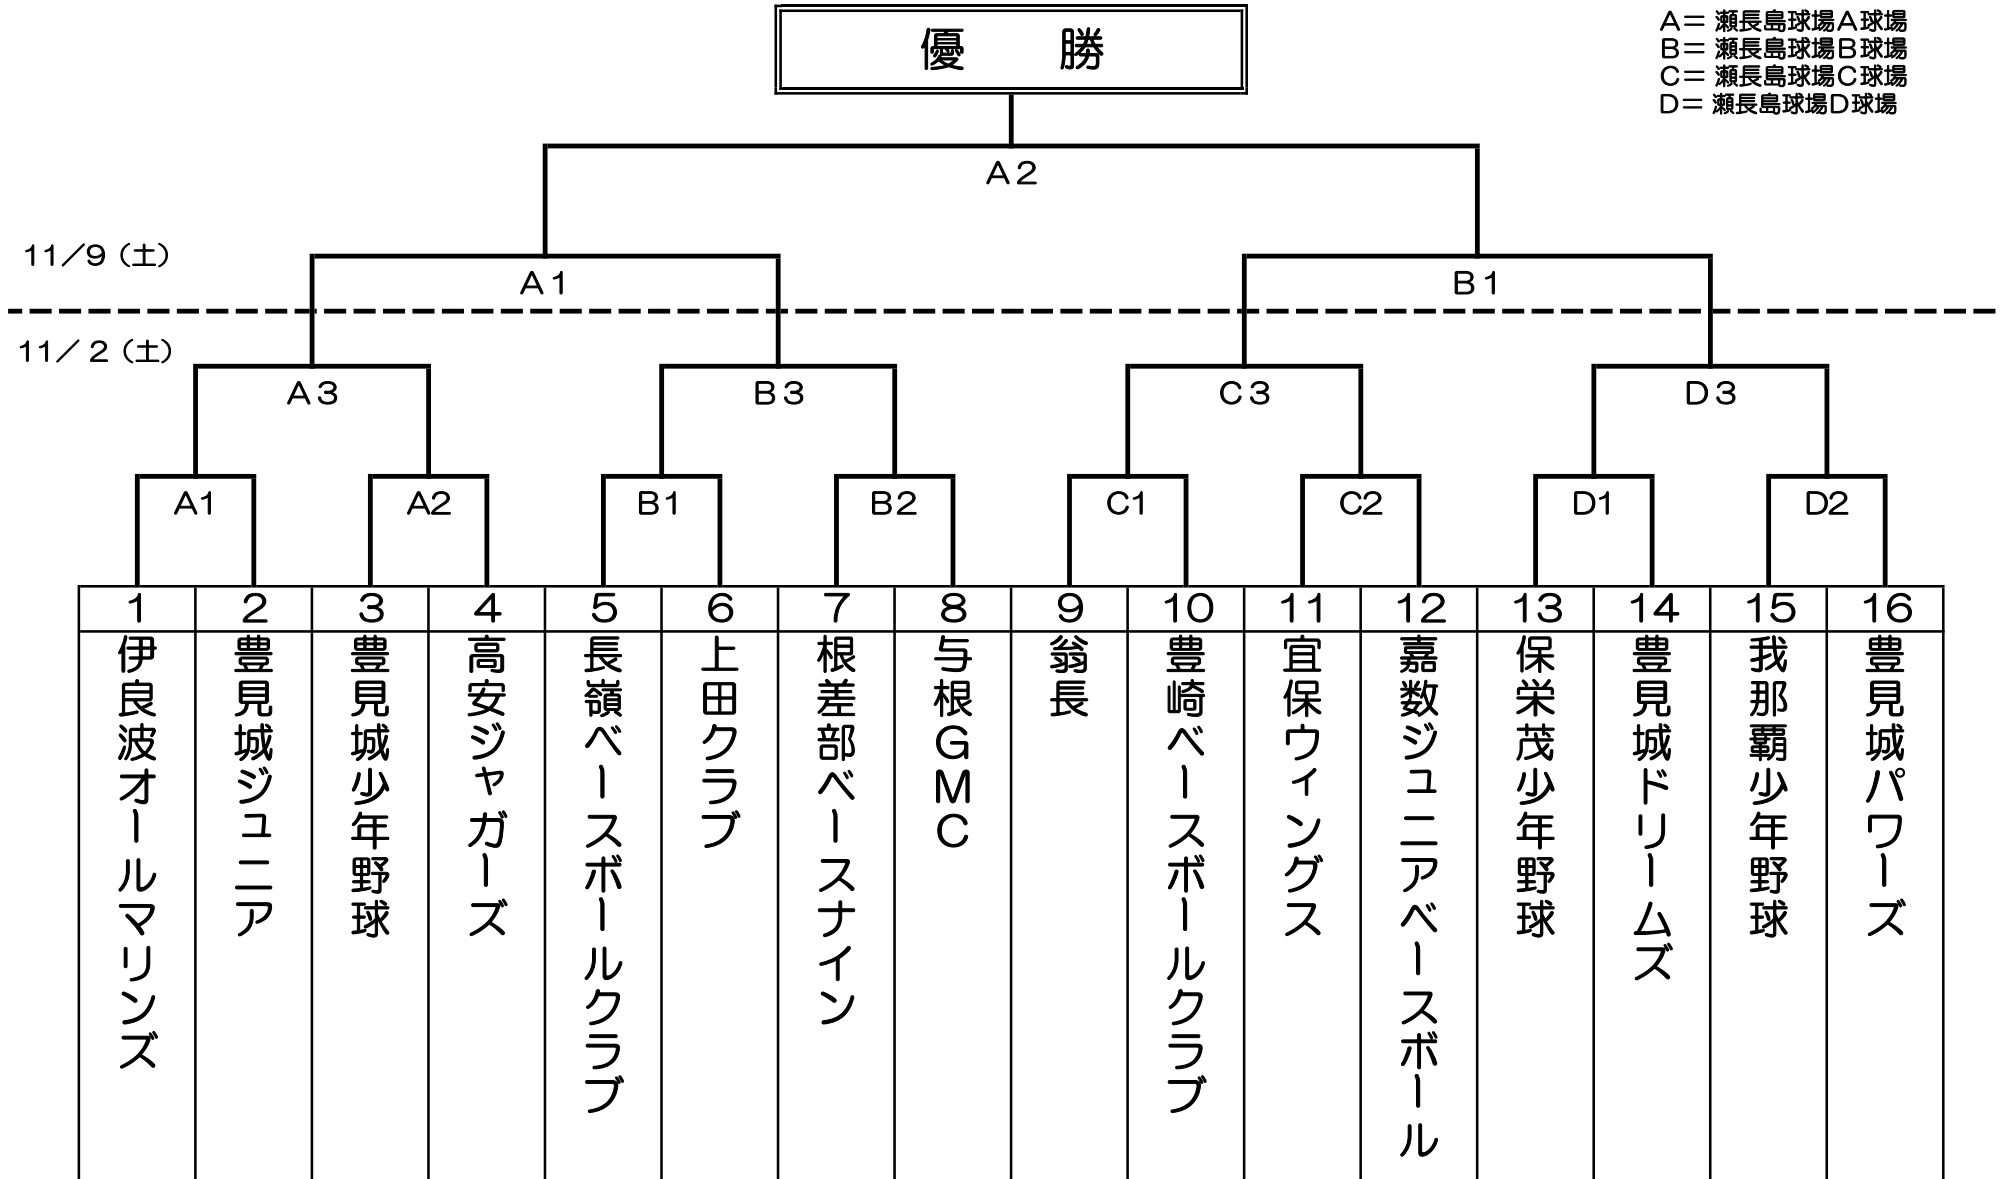 優　　勝
A＝ 瀬長島球場A球場
B＝ 瀬長島球場B球場
C＝ 瀬長島球場C球場
D＝ 瀬長島球場D球場
A2
11／9（土）
A1
B1
11／2（土）
A3
B3
C3
D3
A1
A2
B1
B2
C1
C2
D1
D2
1
2
3
4
5
6
7
8
9
10
11
12
13
14
15
16
伊良波オールマリンズ
豊見城ジュニア
豊見城少年野球
高安ジャガーズ
長嶺ベースボールクラブ
上田クラブ
根差部ベースナイン
与根GMC
翁長
豊崎ベースボールクラブ
宜保ウィングス
嘉数ジュニアベースボール
保栄茂少年野球
豊見城ドリームズ
我那覇少年野球
豊見城パワーズ